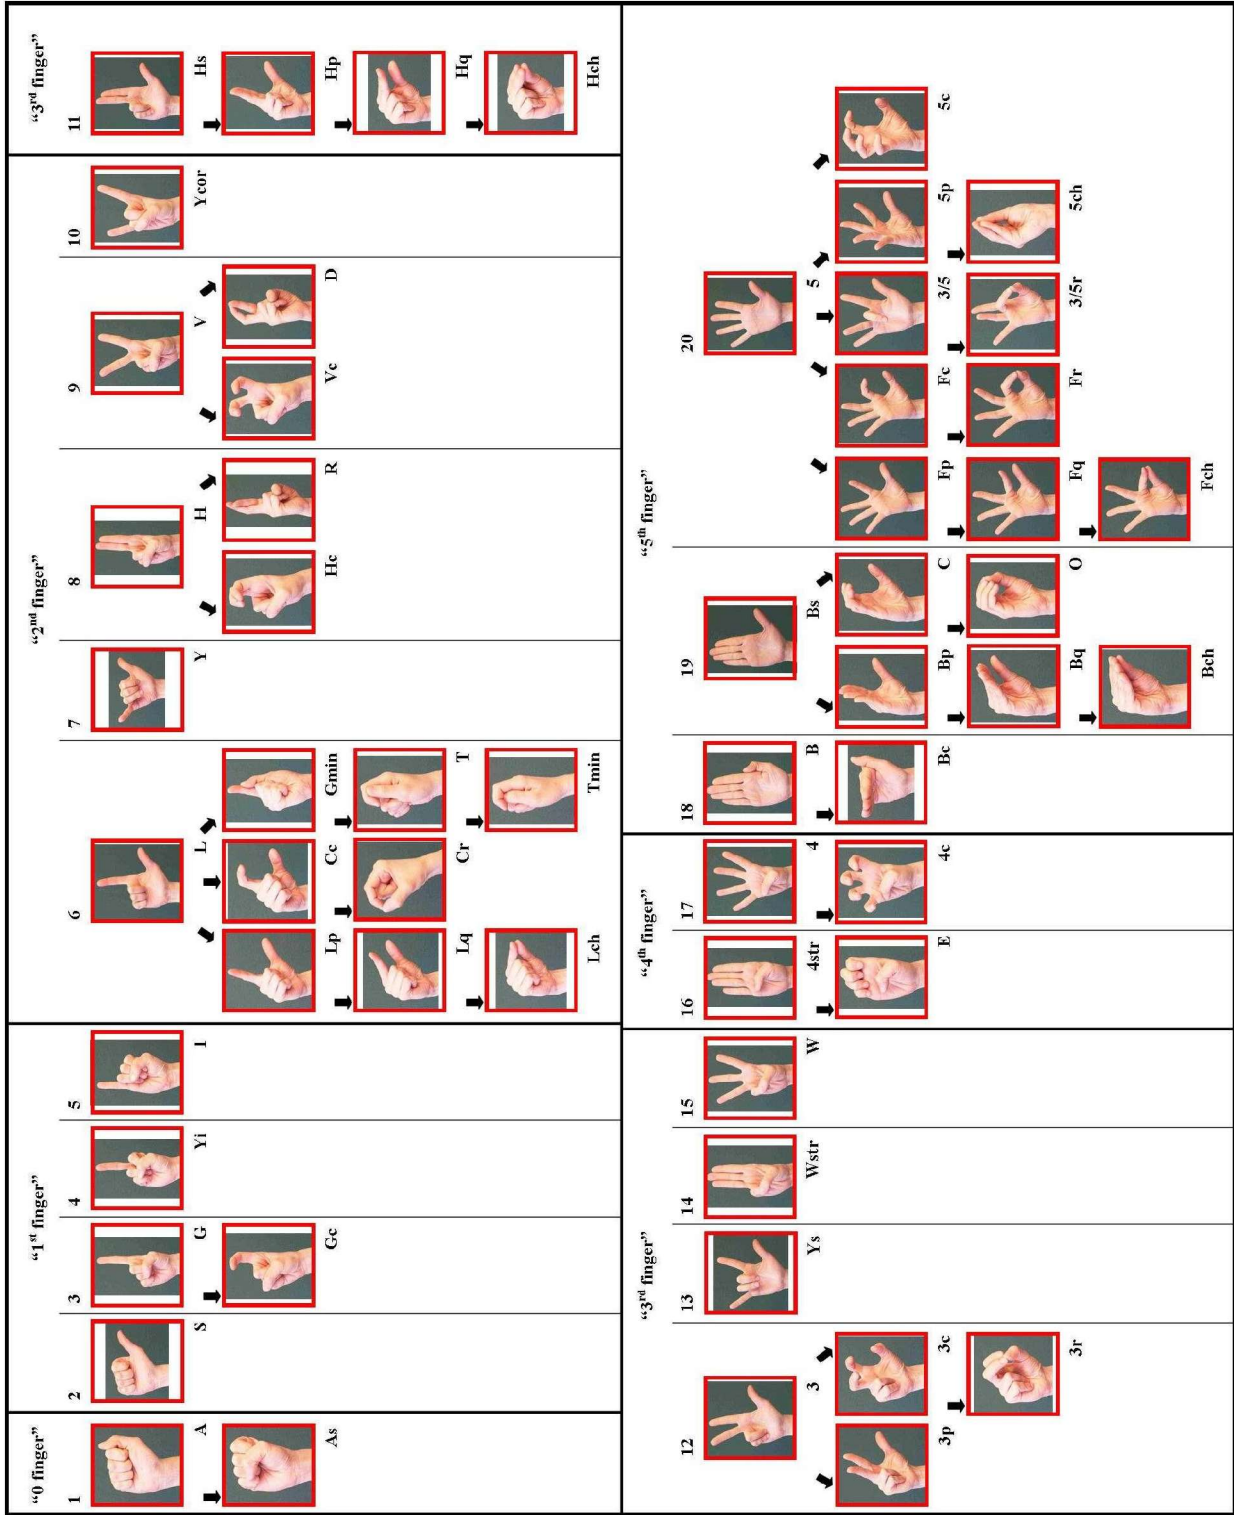 “0 finger”
1
A
As
“1st finger”
2
S
3
G
Gc
4
Yi
5
I
“2nd finger”
6
L
Lp
Cc
Gmin
Lq
Cr
T
Lch
Tmin
7
Y
8
H
Hc
R
9
V
Vc
D
10
Ycor
“3rd finger”
11
Hs
Hp
Hq
Hch
“3rd finger”
12
3
3p
3c
3r
13
Ys
14
Wstr
15
W
“4th finger”
16
4str
E
17
4
4c
“5th finger”
18
B
Bc
19
Bs
Bp
C
Bq
O
Bch
20
5
Fp
Fc
3/5
5p
5c
Fq
Fr
3/5r
5ch
Fch